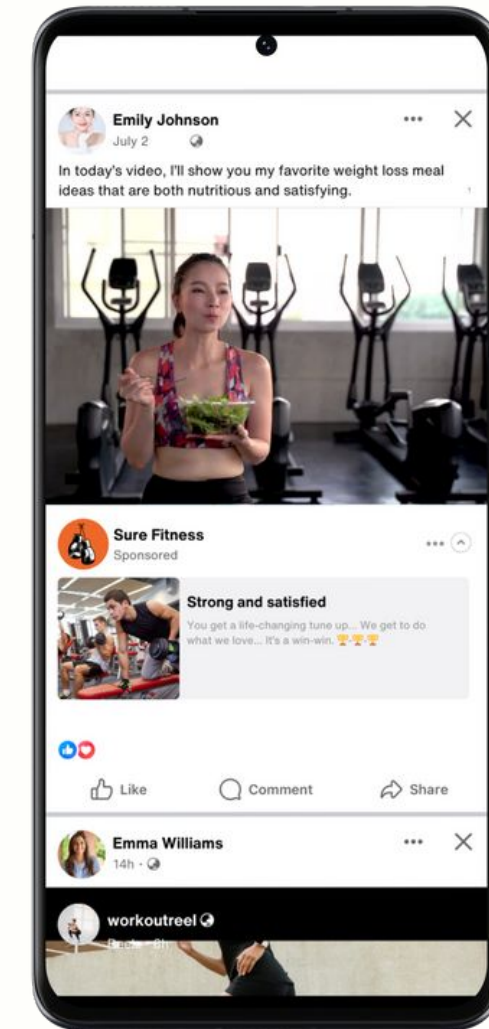 Emily Johnson
July 2
In today's video, I'll show you my favorite weight loss meal
ideas that are both nutritious and satisfying.
Sure Fitness
Sponsored
Strong and satisfied
You get a life-changing tune up... We get to do
what we love... It's a win-win. 🏆🏆🏆
Like Comment Share
Emma Williams
14h ·
workoutreel